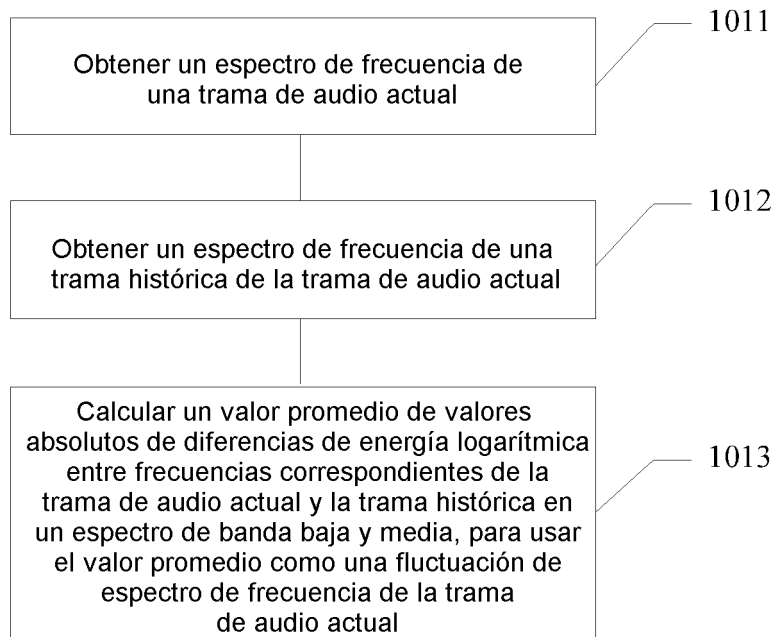 1011
Obtener un espectro de frecuencia de
una trama de audio actual
1012
Obtener un espectro de frecuencia de una
trama histórica de la trama de audio actual
Calcular un valor promedio de valores
absolutos de diferencias de energía logarítmica
entre frecuencias correspondientes de la
1013
trama de audio actual y la trama histórica en
un espectro de banda baja y media, para usar
el valor promedio como una fluctuación de
espectro de frecuencia de la trama
de audio actual